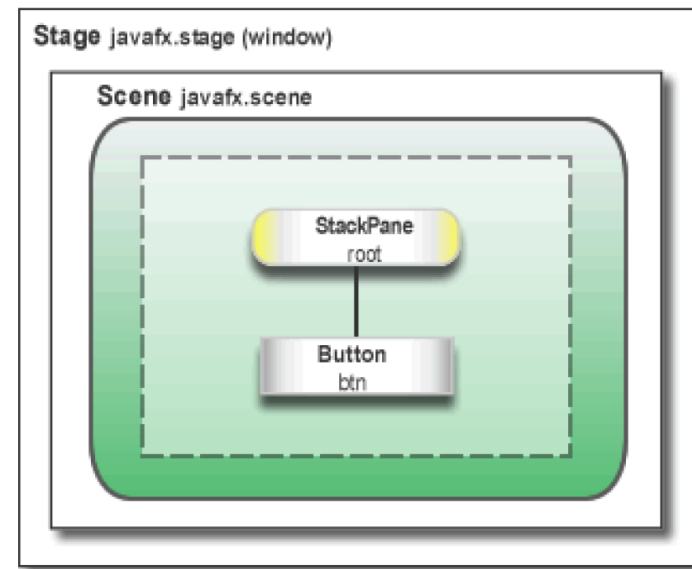 Stage javafx.stage (window)
Scene javafx.scene
StackPane
root
Button
btn